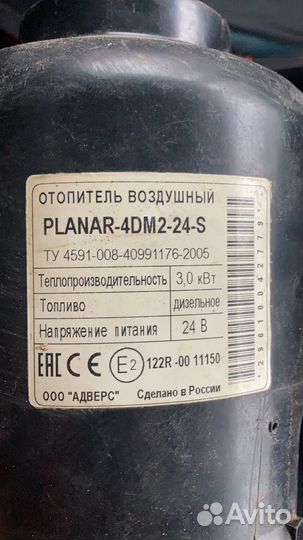 ОТОПИТЕЛЬ ВОЗДУШНЫЙ
PLANAR-4DM2-24-S
ТУ 4591-008-40991176-2005
Теплопроизводительность 3,0 кВт
Топливо дизельное
Напряжение питания 24 В
EAC CE E2 122R -00 11150
ООО "АДВЕРС" Сделано в России
*29610042779*
Avito